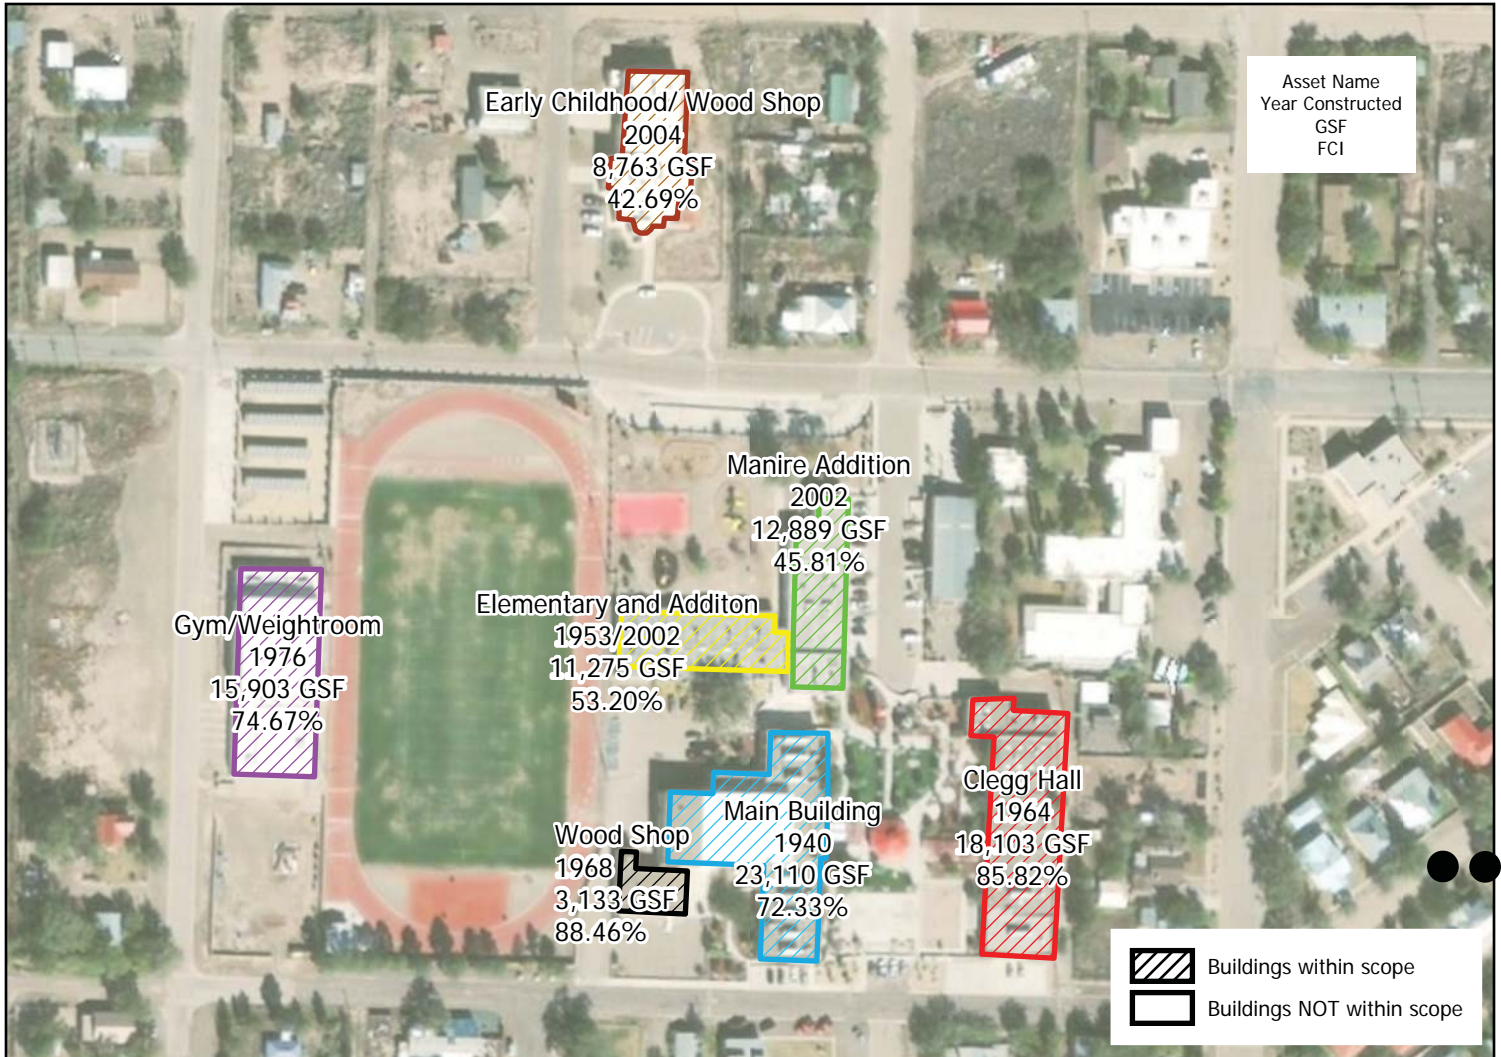 Asset Name
Year Constructed
GSF
FCI
Early Childhood/ Wood Shop
2004
8,763 GSF
42.69%
Manire Addition
2002
12,889 GSF
45.81%
Elementary and Additon
1953/2002
11,275 GSF
53.20%
Gym/Weightroom
1976
15,903 GSF
74.67%
Clegg Hall
1964
18,103 GSF
85.82%
Main Building
1940
23,110 GSF
72.33%
Wood Shop
1968
3,133 GSF
88.46%
Buildings within scope
Buildings NOT within scope